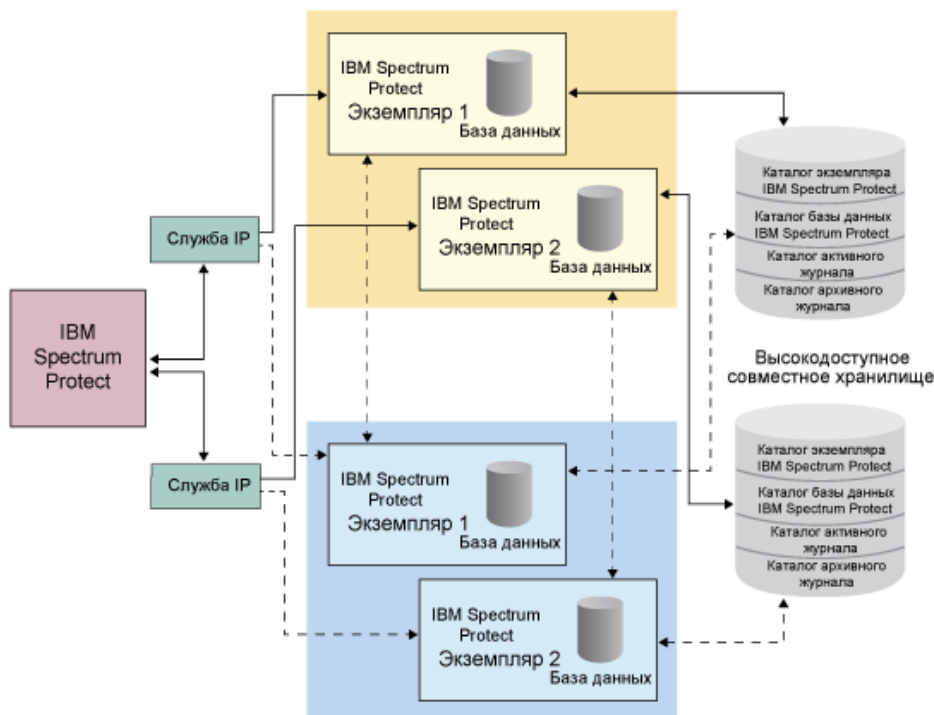 IBM Spectrum
Protect
Экземпляр 1
База данных
IBM Spectrum
Protect
Экземпляр 2
База данных
Служба IP
IBM
Spectrum
Protect
Служба IP
Каталог экземпляра
IBM Spectrum Protect
Каталог базы данных
IBM Spectrum Protect
Каталог активного
журнала
Каталог архивного
журнала
Высокодоступное
совместное хранилище
Каталог экземпляра
IBM Spectrum Protect
Каталог базы данных
IBM Spectrum Protect
Каталог активного
журнала
Каталог архивного
журнала
IBM Spectrum
Protect
Экземпляр 1
База данных
IBM Spectrum
Protect
Экземпляр 2
База данных